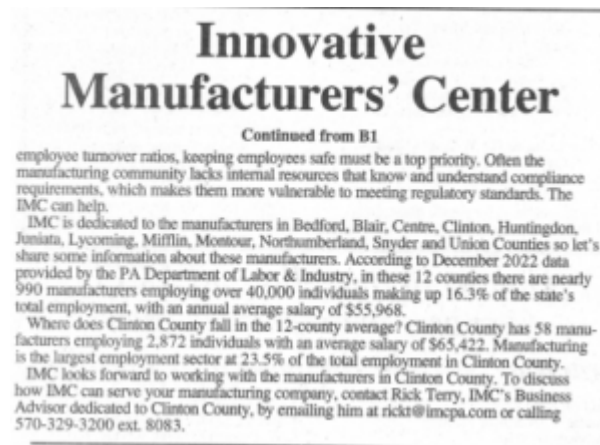 Innovative
Manufacturers' Center
Continued from B1
employee turnover ratios, keeping employees safe must be a top priority. Often the
manufacturing community lacks internal resources that know and understand compliance
requirements, which makes them more vulnerable to meeting regulatory standards. The
IMC can help.
IMC is dedicated to the manufacturers in Bedford, Blair, Centre, Clinton, Huntingdon,
Juniata, Lycoming, Mifflin, Montour, Northumberland, Snyder and Union Counties so let's
share some information about these manufacturers. According to December 2022 data
provided by the PA Department of Labor & Industry, in these 12 counties there are nearly
990 manufacturers employing over 40,000 individuals making up 16.3% of the state's
total employment, with an annual average salary of $55,968.
Where does Clinton County fall in the 12-county average? Clinton County has 58 manu-
facturers employing 2,872 individuals with an average salary of $65,422. Manufacturing
is the largest employment sector at 23.5% of the total employment in Clinton County.
IMC looks forward to working with the manufacturers in Clinton County. To discuss
how IMC can serve your manufacturing company, contact Rick Terry, IMC's Business
Advisor dedicated to Clinton County, by emailing him at rickt@imcpa.com or calling
570-329-3200 ext. 8083.